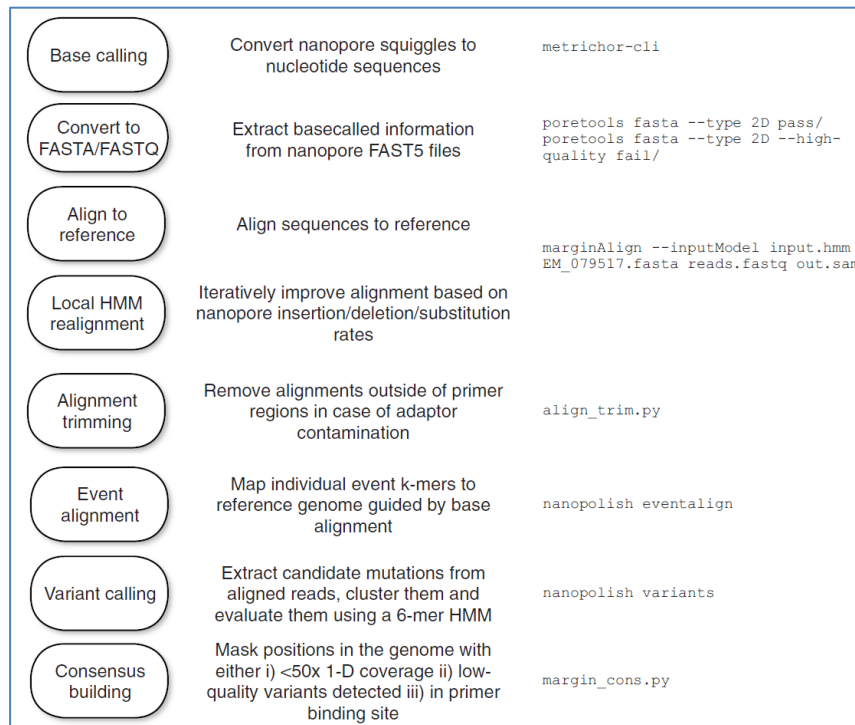 Base calling
Convert nanopore squiggles to
nucleotide sequences
metrichor-cli
Convert to
FASTA/FASTQ
Extract basecalled information
from nanopore FAST5 files
poretools fasta --type 2D pass/
poretools fasta --type 2D --high-
quality fail/
Align to
reference
Align sequences to reference
marginAlign --inputModel input.hmm
EM_079517.fasta reads.fastq out.sam
Local HMM
realignment
Iteratively improve alignment based on
nanopore insertion/deletion/substitution
rates
Alignment
trimming
Remove alignments outside of primer
regions in case of adaptor
contamination
align_trim.py
Event
alignment
Map individual event k-mers to
reference genome guided by base
alignment
nanopolish eventalign
Variant calling
Extract candidate mutations from
aligned reads, cluster them and
evaluate them using a 6-mer HMM
nanopolish variants
Consensus
building
Mask positions in the genome with
either i) <50x 1-D coverage ii) low-
quality variants detected iii) in primer
binding site
margin_cons.py